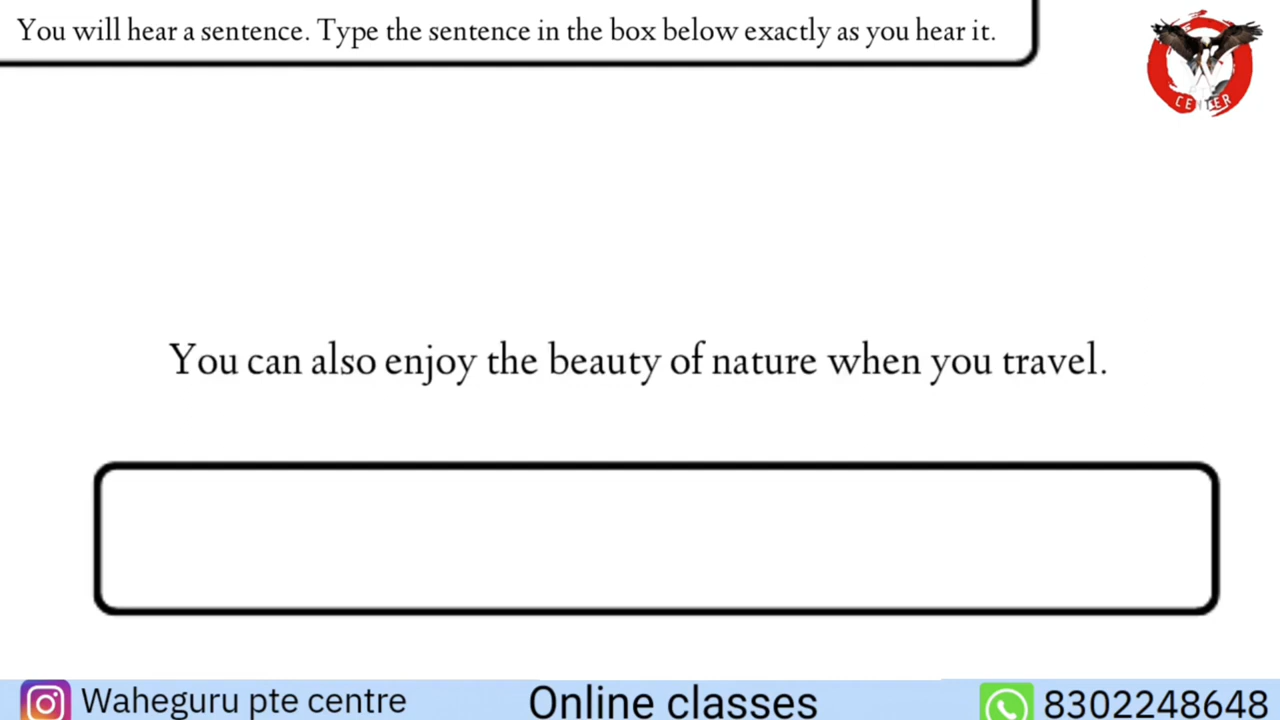 You will hear a sentence. Type the sentence in the box below exactly as you hear it.
CENTER
You can also enjoy the beauty of nature when you travel.
Waheguru pte centre
Online classes
8302248648